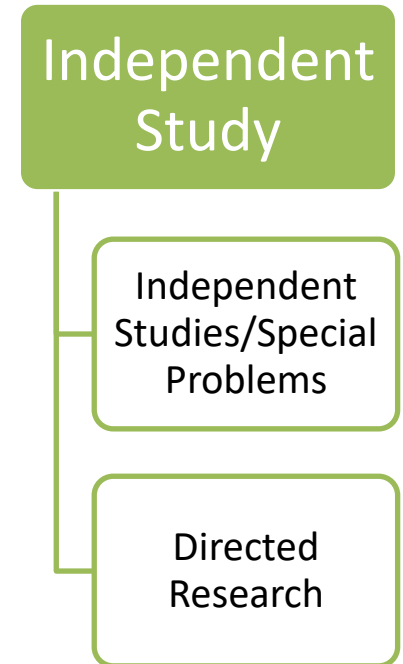 Independent
Study
Independent
Studies/Special
Problems
Directed
Research